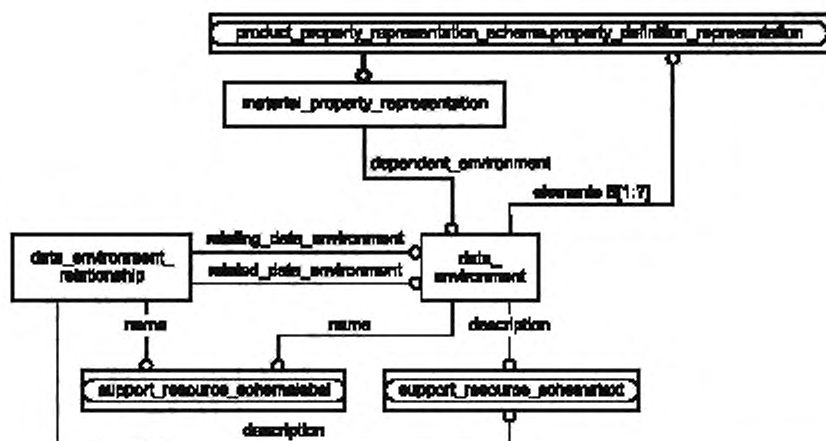 product_property_representation_schema.property_definition_representation
material_property_representation
dependent_environment
elements S[1:?]
relating_data_environment
data_environment_
relationship
related_data_environment
data_
environment
name
name
description
support_resource_schema.label
support_resource_schema.text
description